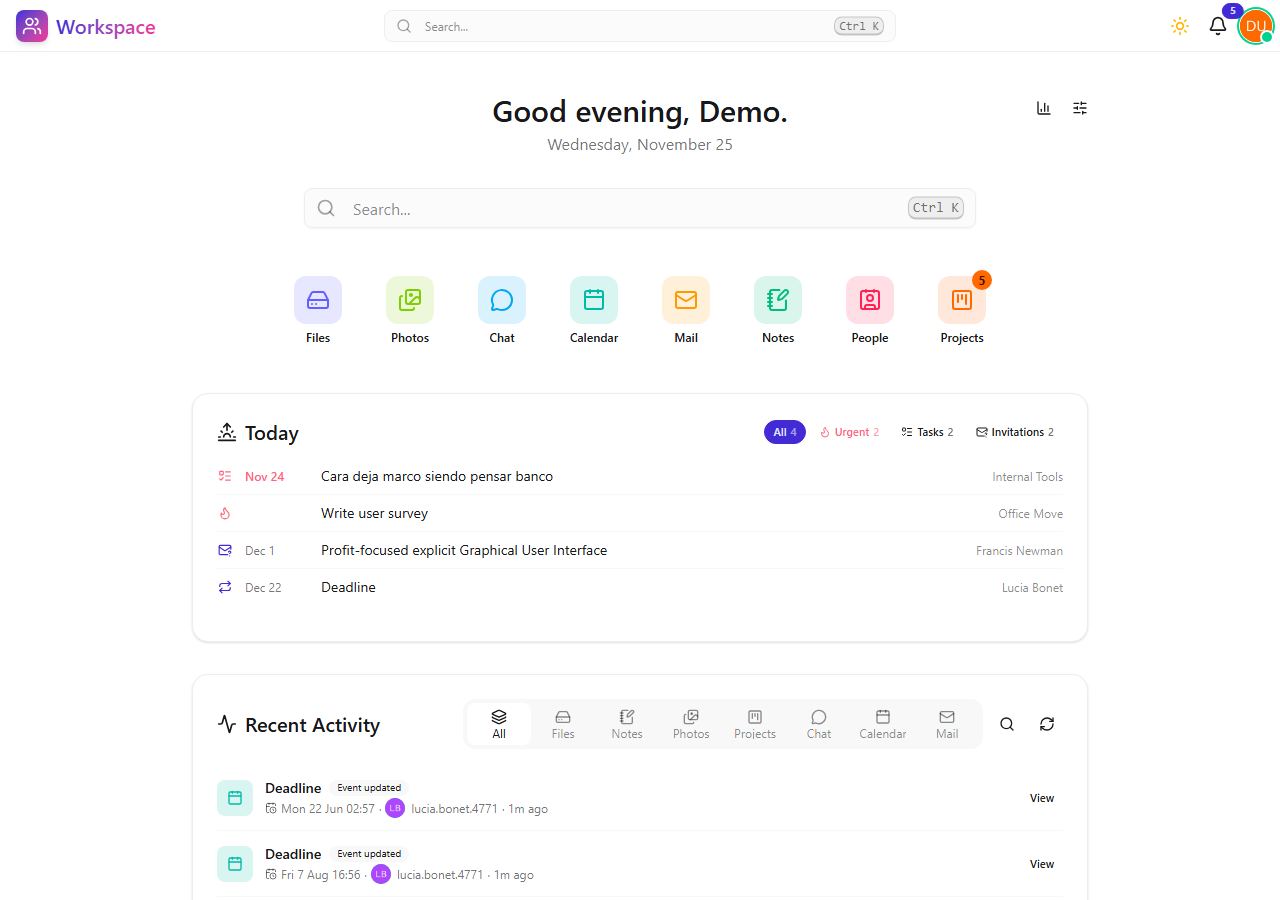 Workspace
Search...
Ctrl K
5
DU
Good evening, Demo.
Wednesday, November 25
Search...
Ctrl K
5
Files
Photos
Chat
Calendar
Mail
Notes
People
Projects
Today
All 4
Urgent 2
Tasks 2
Invitations 2
Nov 24 Cara deja marco siendo pensar banco Internal Tools
Write user survey Office Move
Dec 1 Profit-focused explicit Graphical User Interface Francis Newman
Dec 22 Deadline Lucia Bonet
Recent Activity
All
Files
Notes
Photos
Projects
Chat
Calendar
Mail
Deadline Event updated
Mon 22 Jun 02:57 · LB lucia.bonet.4771 · 1m ago
View
Deadline Event updated
Fri 7 Aug 16:56 · LB lucia.bonet.4771 · 1m ago
View